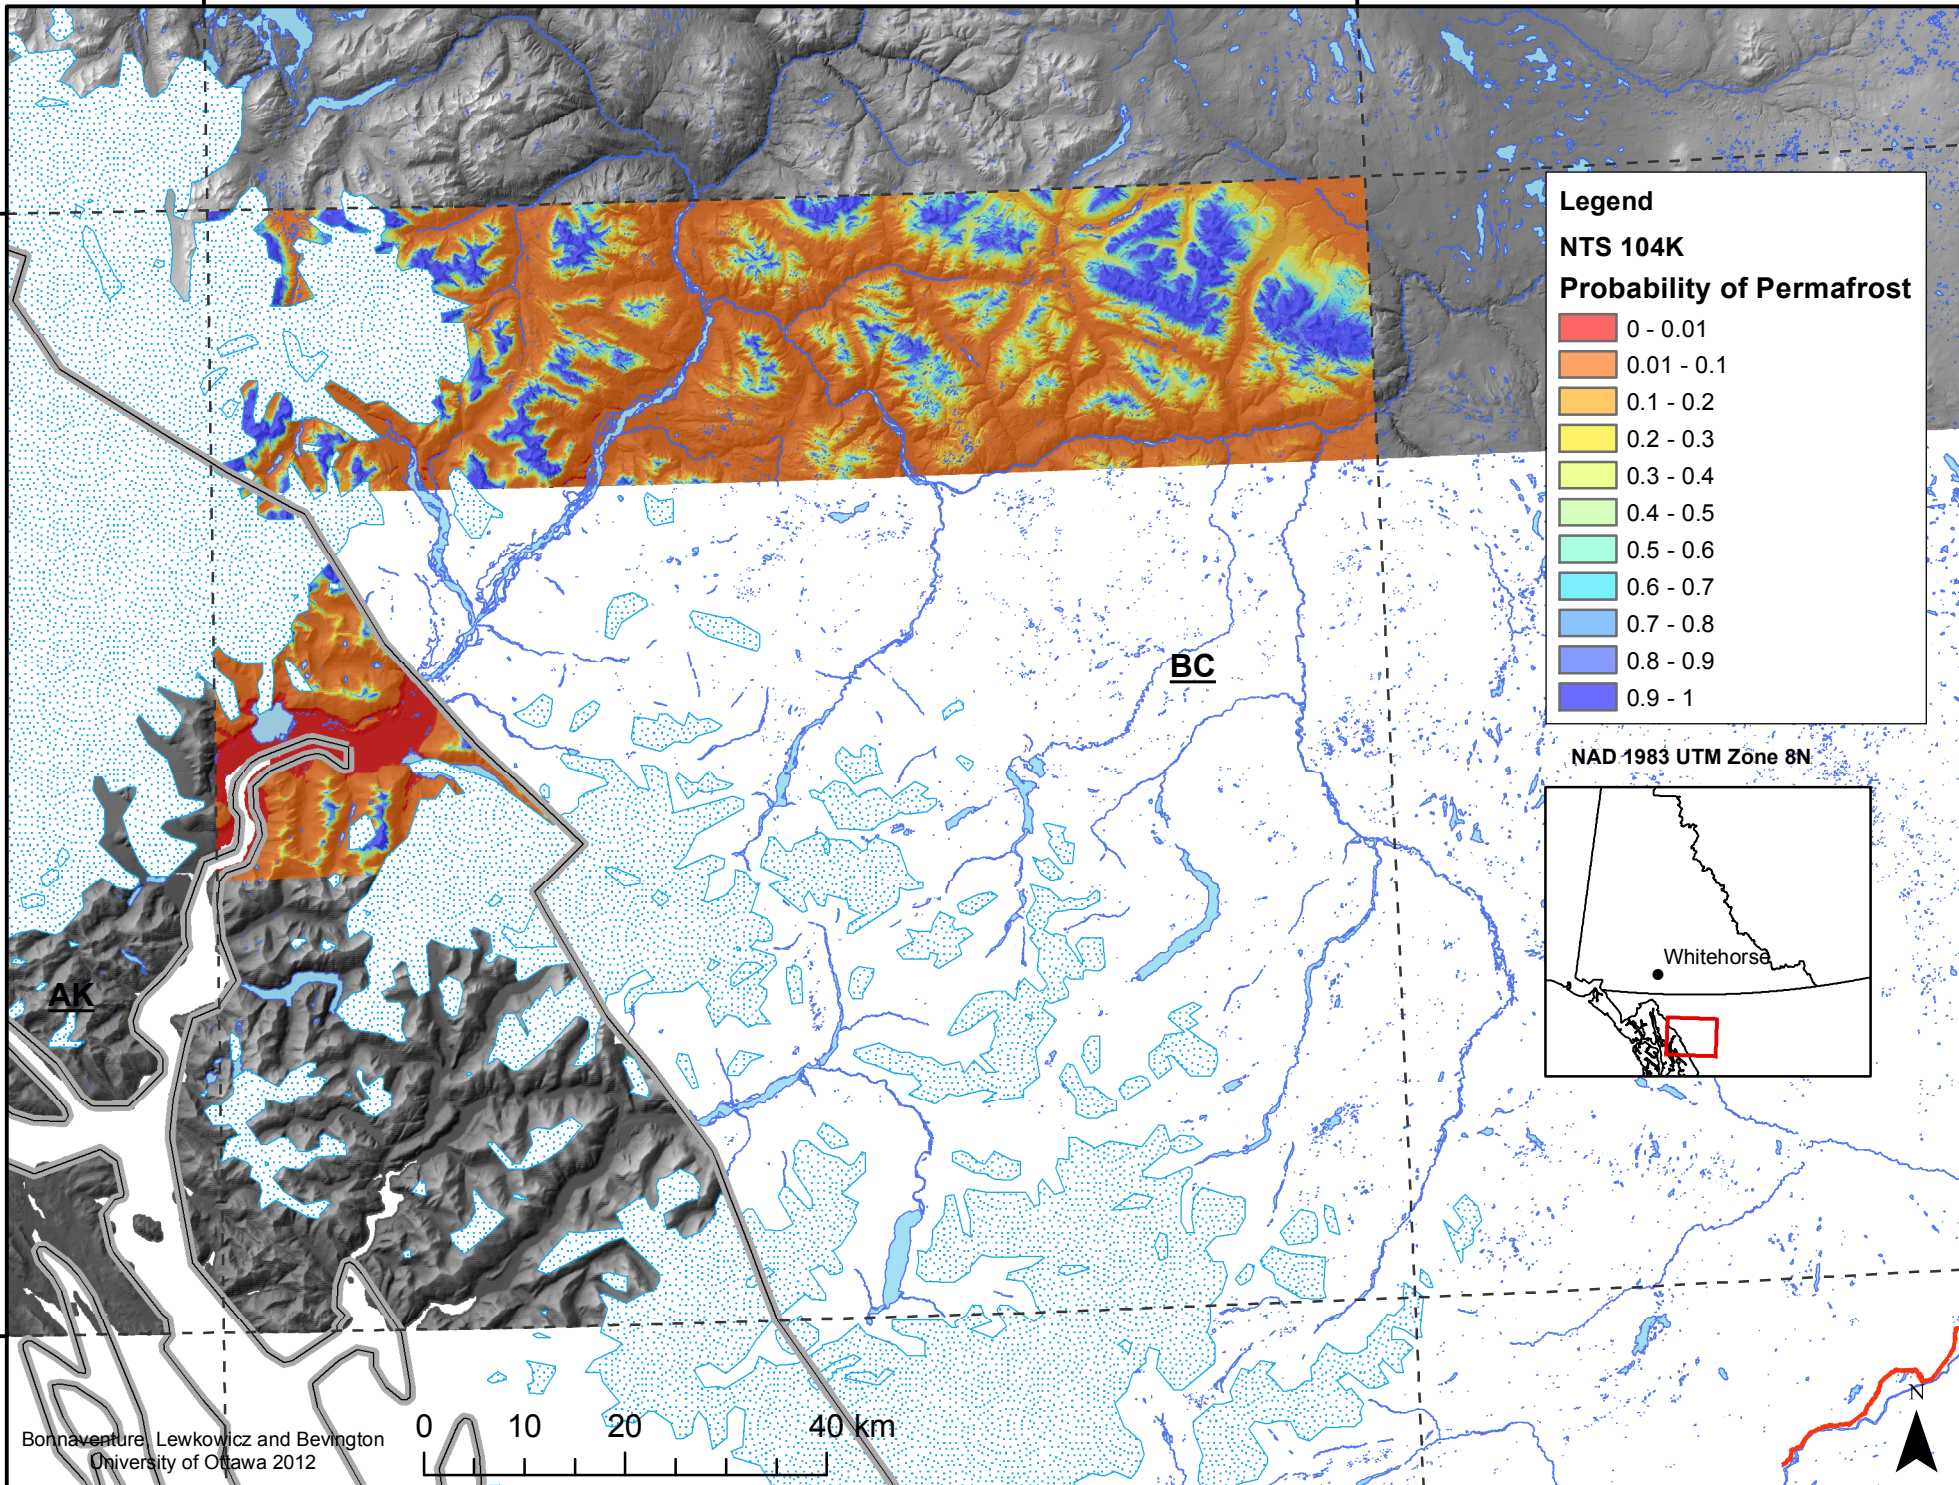 Legend
NTS 104K
Probability of Permafrost
0 - 0.01
0.01 - 0.1
0.1 - 0.2
0.2 - 0.3
0.3 - 0.4
0.4 - 0.5
0.5 - 0.6
0.6 - 0.7
0.7 - 0.8
0.8 - 0.9
0.9 - 1
BC
NAD 1983 UTM Zone 8N
Whitehorse
AK
0 10 20 40 km
N
Bonnaventure, Lewkowicz and Bevington
University of Ottawa 2012